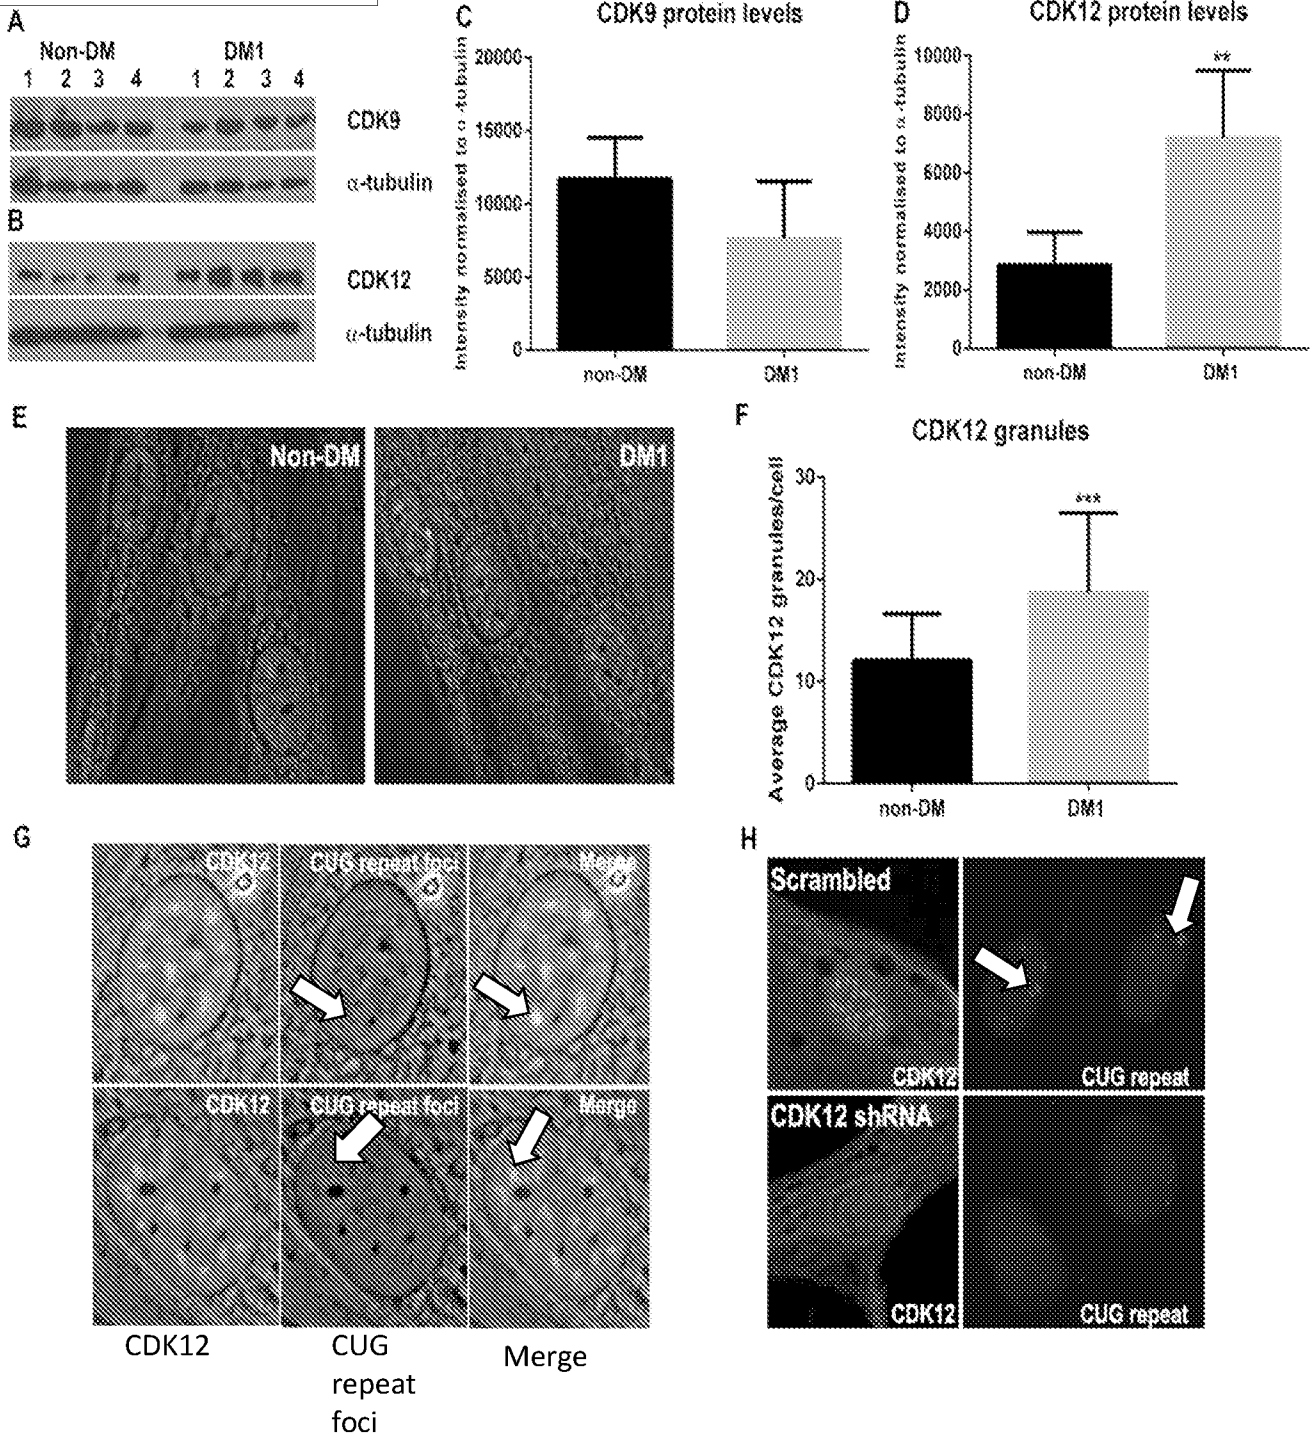 A
Non-DM DM1
1 2 3 4 1 2 3 4
CDK9
α-tubulin
B
CDK12
α-tubulin
C
CDK9 protein levels
Intensity normalised to α-tubulin
20000
15000
10000
5000
0
non-DM DM1
D
CDK12 protein levels
Intensity normalised to α-tubulin
10000
8000
6000
4000
2000
0
**
non-DM DM1
E
Non-DM DM1
F
CDK12 granules
Average CDK12 granules/cell
30
20
10
0
***
non-DM DM1
G
CDK12 CUG repeat foci Merge
CDK12 CUG repeat foci Merge
CDK12
CUG
repeat
foci
Merge
H
Scrambled
CDK12 CUG repeat
CDK12 shRNA
CDK12 CUG repeat